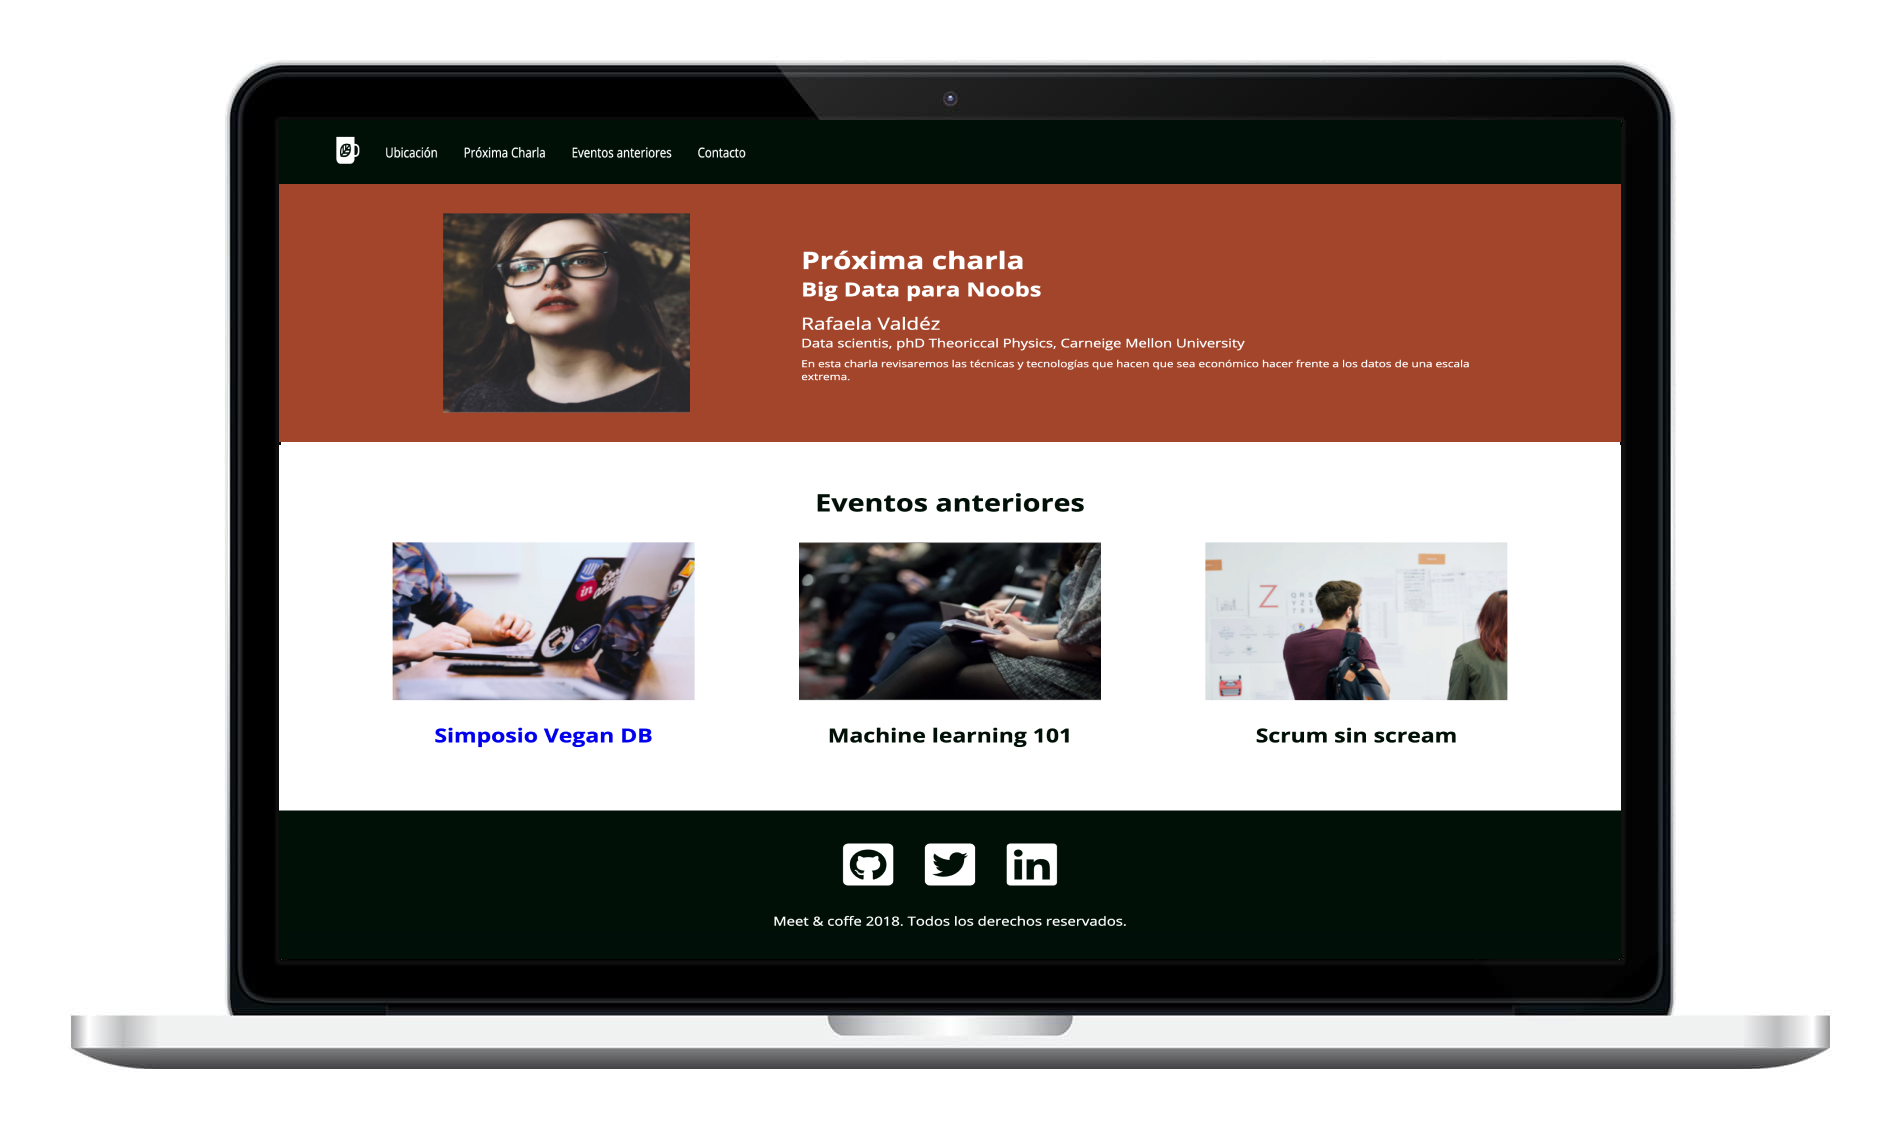 Ubicación Próxima Charla Eventos anteriores Contacto
Próxima charla
Big Data para Noobs
Rafaela Valdéz
Data scientis, phD Theoriccal Physics, Carneige Mellon University
En esta charla revisaremos las técnicas y tecnologías que hacen que sea económico hacer frente a los datos de una escala
extrema.
Eventos anteriores
in
Z
Simposio Vegan DB
Machine learning 101
Scrum sin scream
in
Meet & coffe 2018. Todos los derechos reservados.